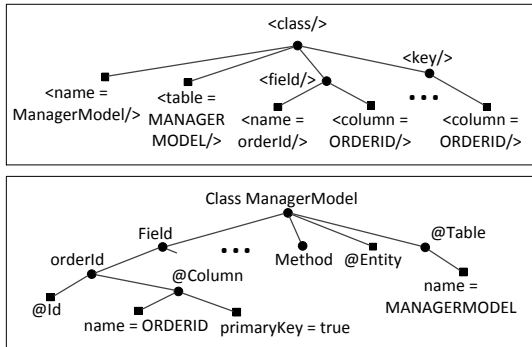 <class/>
<key/>
<field/>
<name =
ManagerModel/>
<table =
MANAGER
MODEL/>
<name =
orderId/>
<column =
ORDERID/>
...
<column =
ORDERID/>
Class ManagerModel
Field
...
Method
@Entity
@Table
orderId
@Column
@Id
name = ORDERID
primaryKey = true
name =
MANAGERMODEL